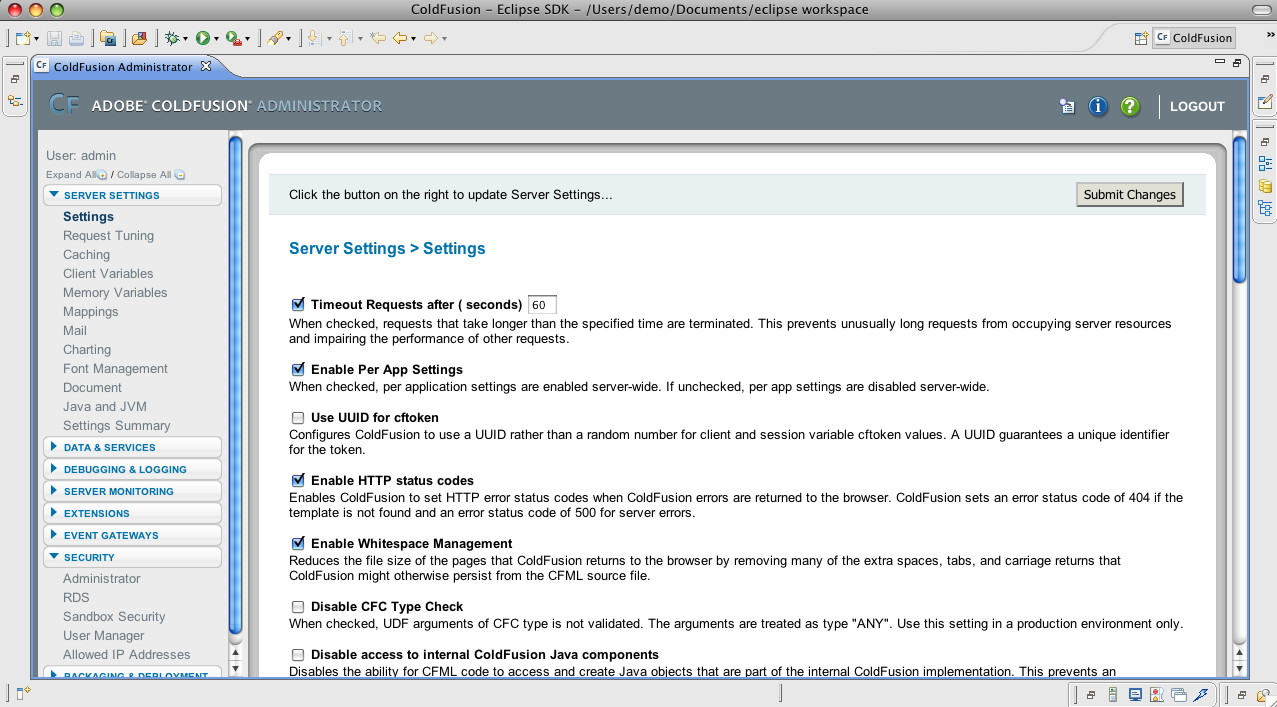 ColdFusion – Eclipse SDK – /Users/demo/Documents/eclipse workspace
CF ColdFusion
CF ColdFusion Administrator
CF ADOBE® COLDFUSION® ADMINISTRATOR
LOGOUT
User: admin
Expand All / Collapse All
SERVER SETTINGS
Settings
Request Tuning
Caching
Client Variables
Memory Variables
Mappings
Mail
Charting
Font Management
Document
Java and JVM
Settings Summary
DATA & SERVICES
DEBUGGING & LOGGING
SERVER MONITORING
EXTENSIONS
EVENT GATEWAYS
SECURITY
Administrator
RDS
Sandbox Security
User Manager
Allowed IP Addresses
PACKAGING & DEPLOYMENT
Click the button on the right to update Server Settings...
Submit Changes
Server Settings > Settings
Timeout Requests after ( seconds) 60
When checked, requests that take longer than the specified time are terminated. This prevents unusually long requests from occupying server resources
and impairing the performance of other requests.
Enable Per App Settings
When checked, per application settings are enabled server-wide. If unchecked, per app settings are disabled server-wide.
Use UUID for cftoken
Configures ColdFusion to use a UUID rather than a random number for client and session variable cftoken values. A UUID guarantees a unique identifier
for the token.
Enable HTTP status codes
Enables ColdFusion to set HTTP error status codes when ColdFusion errors are returned to the browser. ColdFusion sets an error status code of 404 if the
template is not found and an error status code of 500 for server errors.
Enable Whitespace Management
Reduces the file size of the pages that ColdFusion returns to the browser by removing many of the extra spaces, tabs, and carriage returns that
ColdFusion might otherwise persist from the CFML source file.
Disable CFC Type Check
When checked, UDF arguments of CFC type is not validated. The arguments are treated as type "ANY". Use this setting in a production environment only.
Disable access to internal ColdFusion Java components
Disables the ability for CFML code to access and create Java objects that are part of the internal ColdFusion implementation. This prevents an